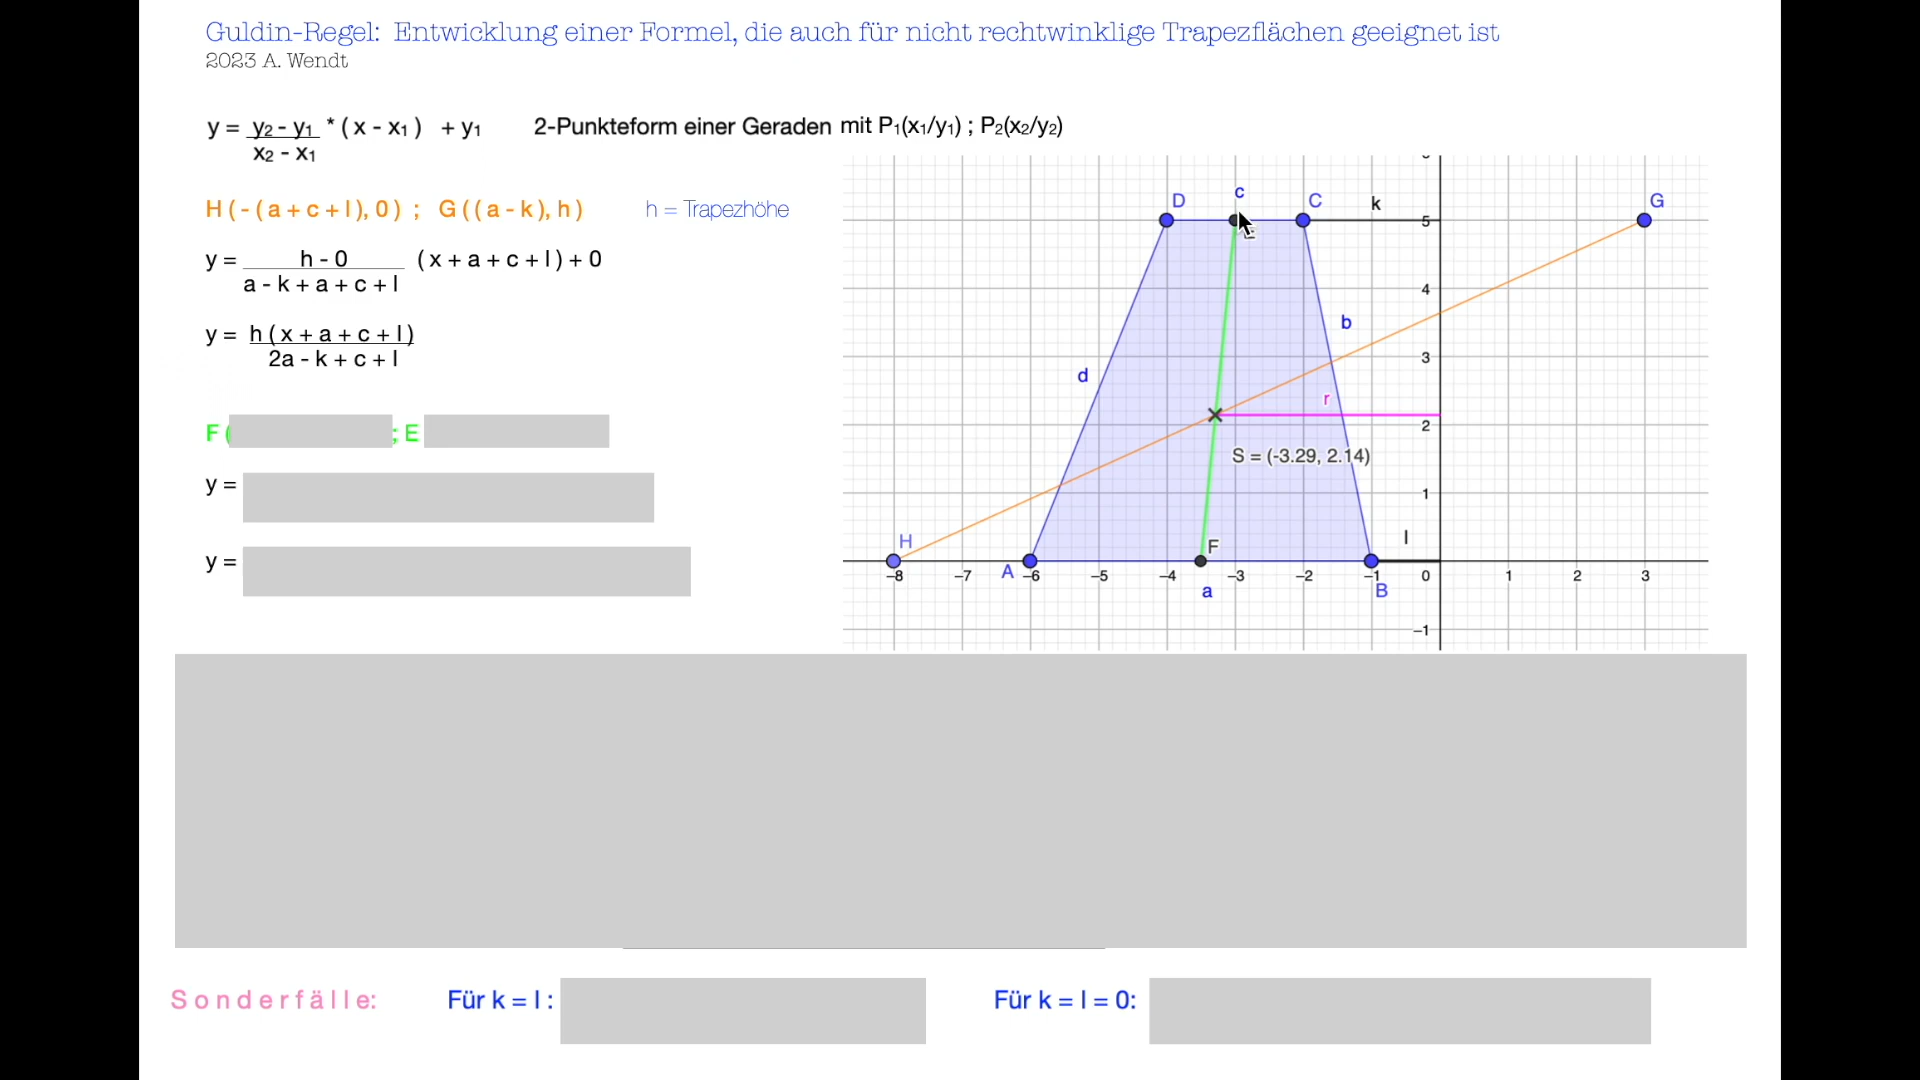 Guldin-Regel: Entwicklung einer Formel, die auch für nicht rechtwinklige Trapezflächen geeignet ist
2023 A. Wendt
y = y₂ - y₁ * ( x - x₁ ) + y₁ 2-Punkteform einer Geraden mit P₁(x₁/y₁) ; P₂(x₂/y₂)
x₂ - x₁
H ( - ( a + c + l ), 0 ) ; G ( ( a - k ), h ) h = Trapezhöhe
y = h - 0 ( x + a + c + l ) + 0
a - k + a + c + l
y = h ( x + a + c + l )
2a - k + c + l
F ( ; E
y =
y =
D c C k G
5
4
b
3
d
r
2
S = (-3.29, 2.14)
1
H F l
A
–8 –7 –6 –5 –4 –3 –2 –1 0 1 2 3
a B
–1
Sonderfälle: Für k = l : Für k = l = 0: